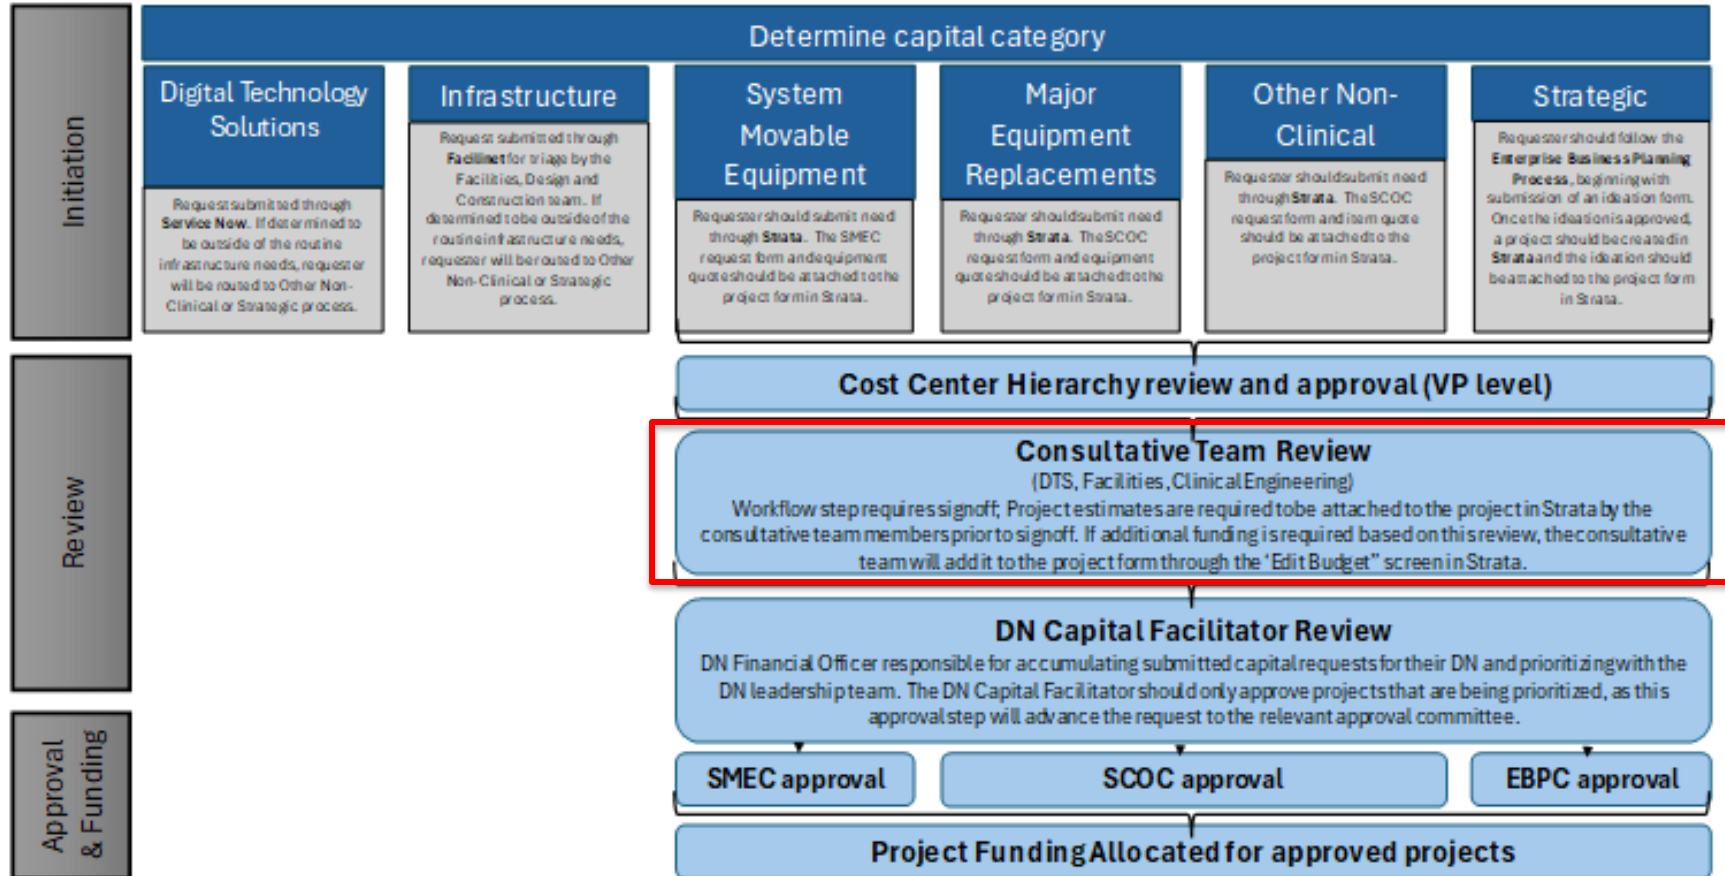 Determine capital category
Initiation
Digital Technology
Solutions
Request submitted through
Service Now. If determined to
be outside of the routine
infrastructure needs, requester
will be routed to Other Non-
Clinical or Strategic process.
Infrastructure
Request submitted through
Facilinet for triage by the
Facilities, Design and
Construction team. If
determined to be outside of the
routine infrastructure needs,
requester will be routed to Other
Non-Clinical or Strategic
process.
System
Movable
Equipment
Requester should submit need
through Strata. The SMEC
request form and equipment
quote should be attached to the
project form in Strata.
Major
Equipment
Replacements
Requester should submit need
through Strata. The SCOC
request form and equipment
quote should be attached to the
project form in Strata.
Other Non-
Clinical
Requester should submit need
through Strata. The SCOC
request form and item quote
should be attached to the
project form in Strata.
Strategic
Requester should follow the
Enterprise Business Planning
Process, beginning with
submission of an ideation form.
Once the ideation is approved,
a project should be created in
Strata and the ideation should
be attached to the project form
in Strata.
Review
Cost Center Hierarchy review and approval (VP level)
Consultative Team Review
(DTS, Facilities, Clinical Engineering)
Workflow step requires signoff; Project estimates are required to be attached to the project in Strata by the
consultative team members prior to signoff. If additional funding is required based on this review, the consultative
team will add it to the project form through the ‘Edit Budget” screen in Strata.
DN Capital Facilitator Review
DN Financial Officer responsible for accumulating submitted capital requests for their DN and prioritizing with the
DN leadership team. The DN Capital Facilitator should only approve projects that are being prioritized, as this
approval step will advance the request to the relevant approval committee.
Approval
& Funding
SMEC approval
SCOC approval
EBPC approval
Project Funding Allocated for approved projects